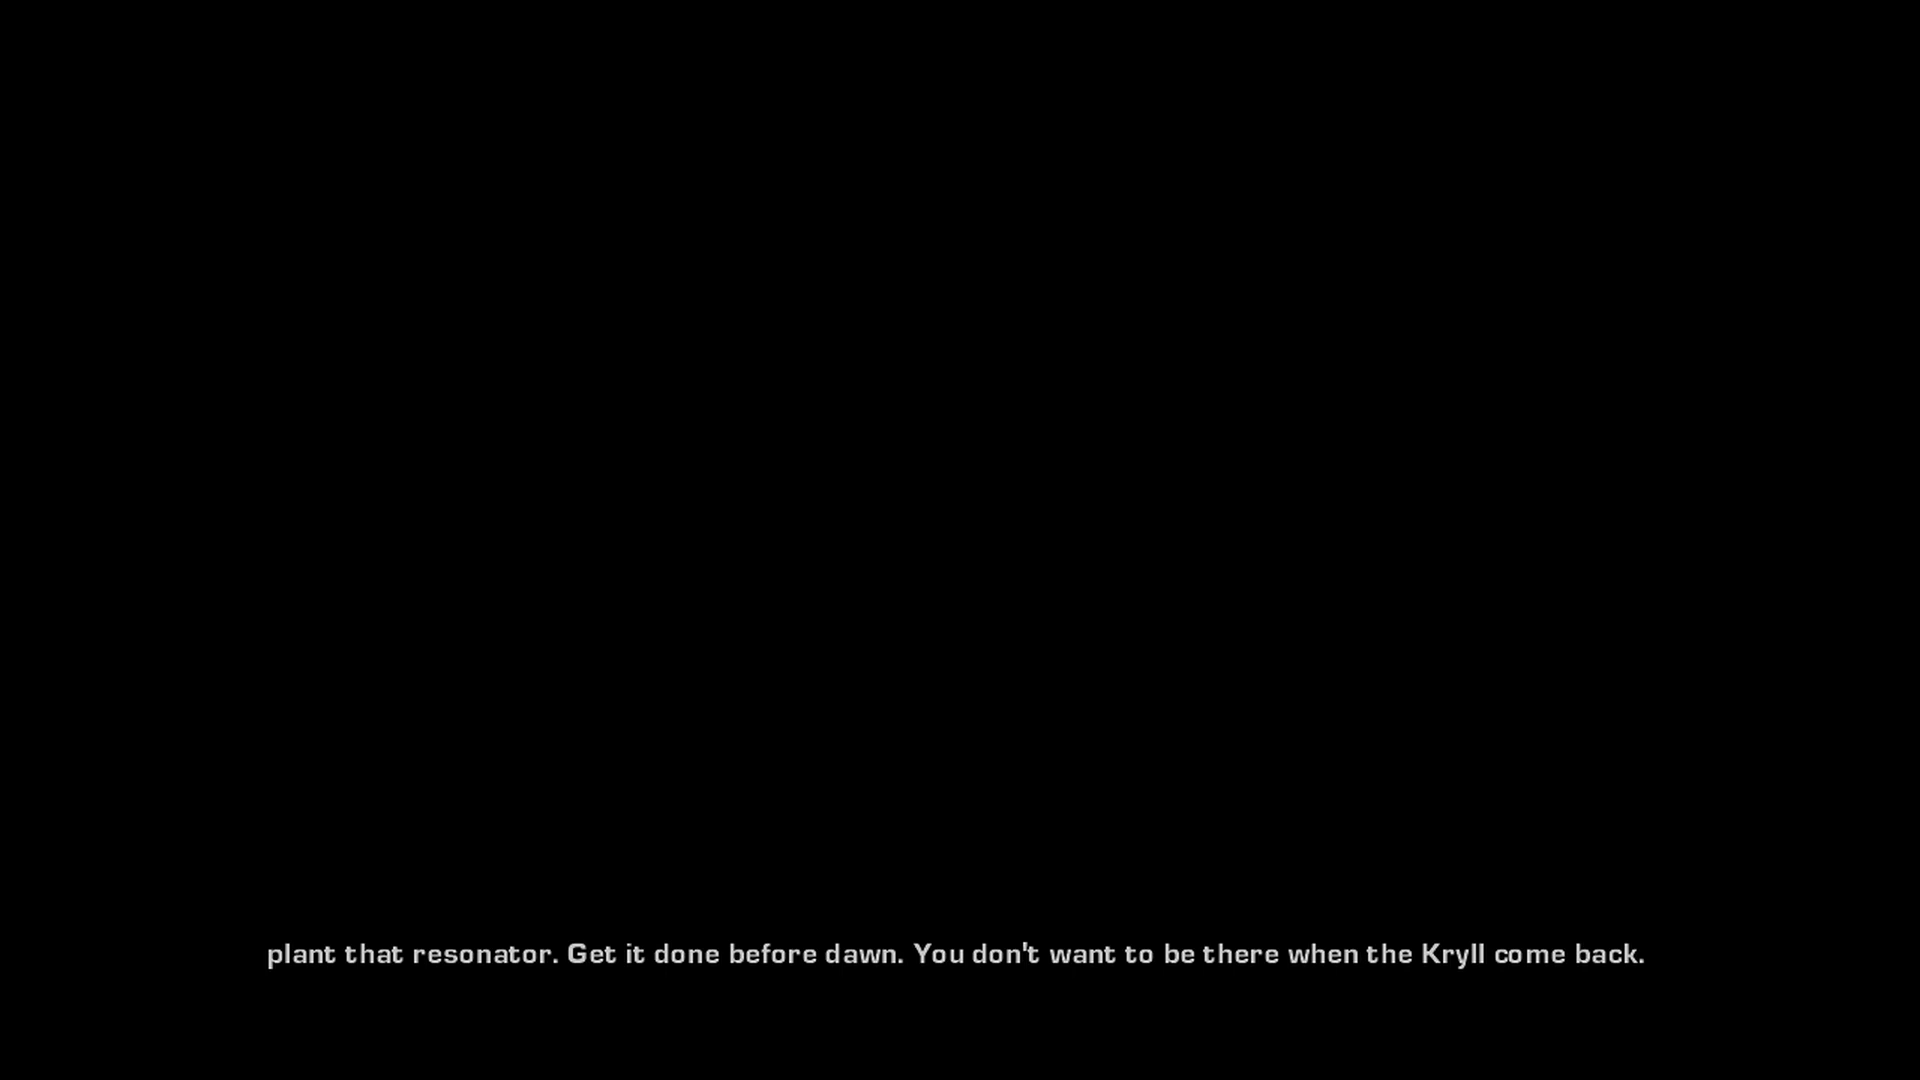 plant that resonator. Get it done before dawn. You don't want to be there when the Kryll come back.